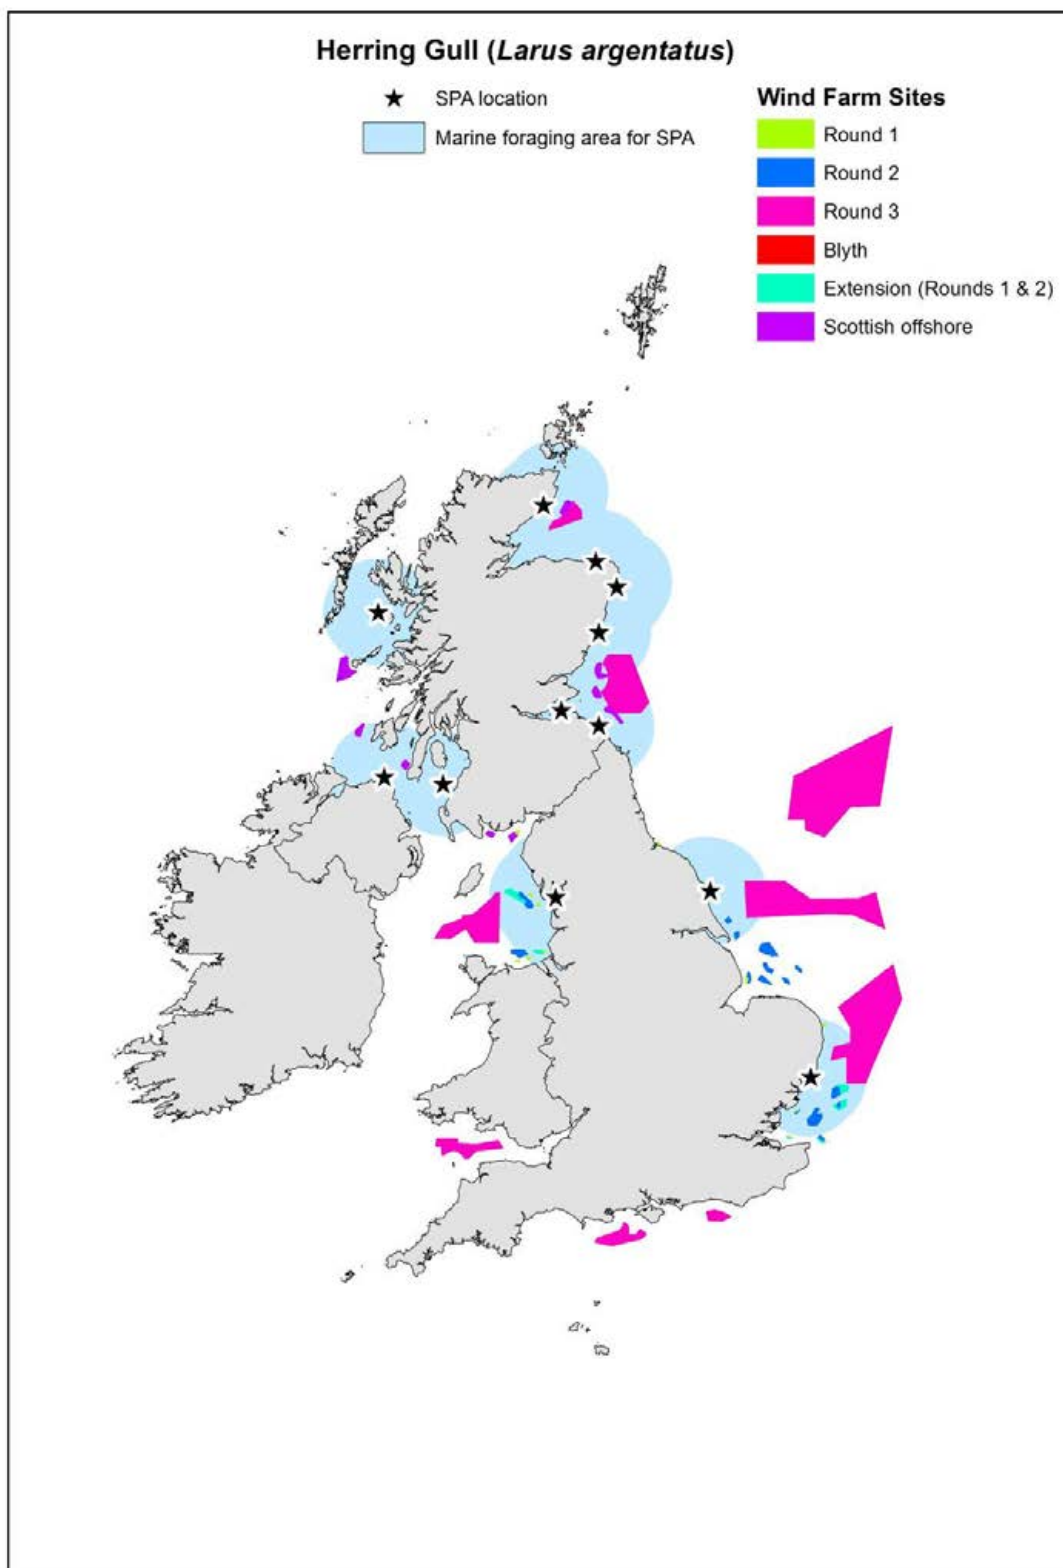 Herring Gull (Larus argentatus)
SPA location
Marine foraging area for SPA
Wind Farm Sites
Round 1
Round 2
Round 3
Blyth
Extension (Rounds 1 & 2)
Scottish offshore